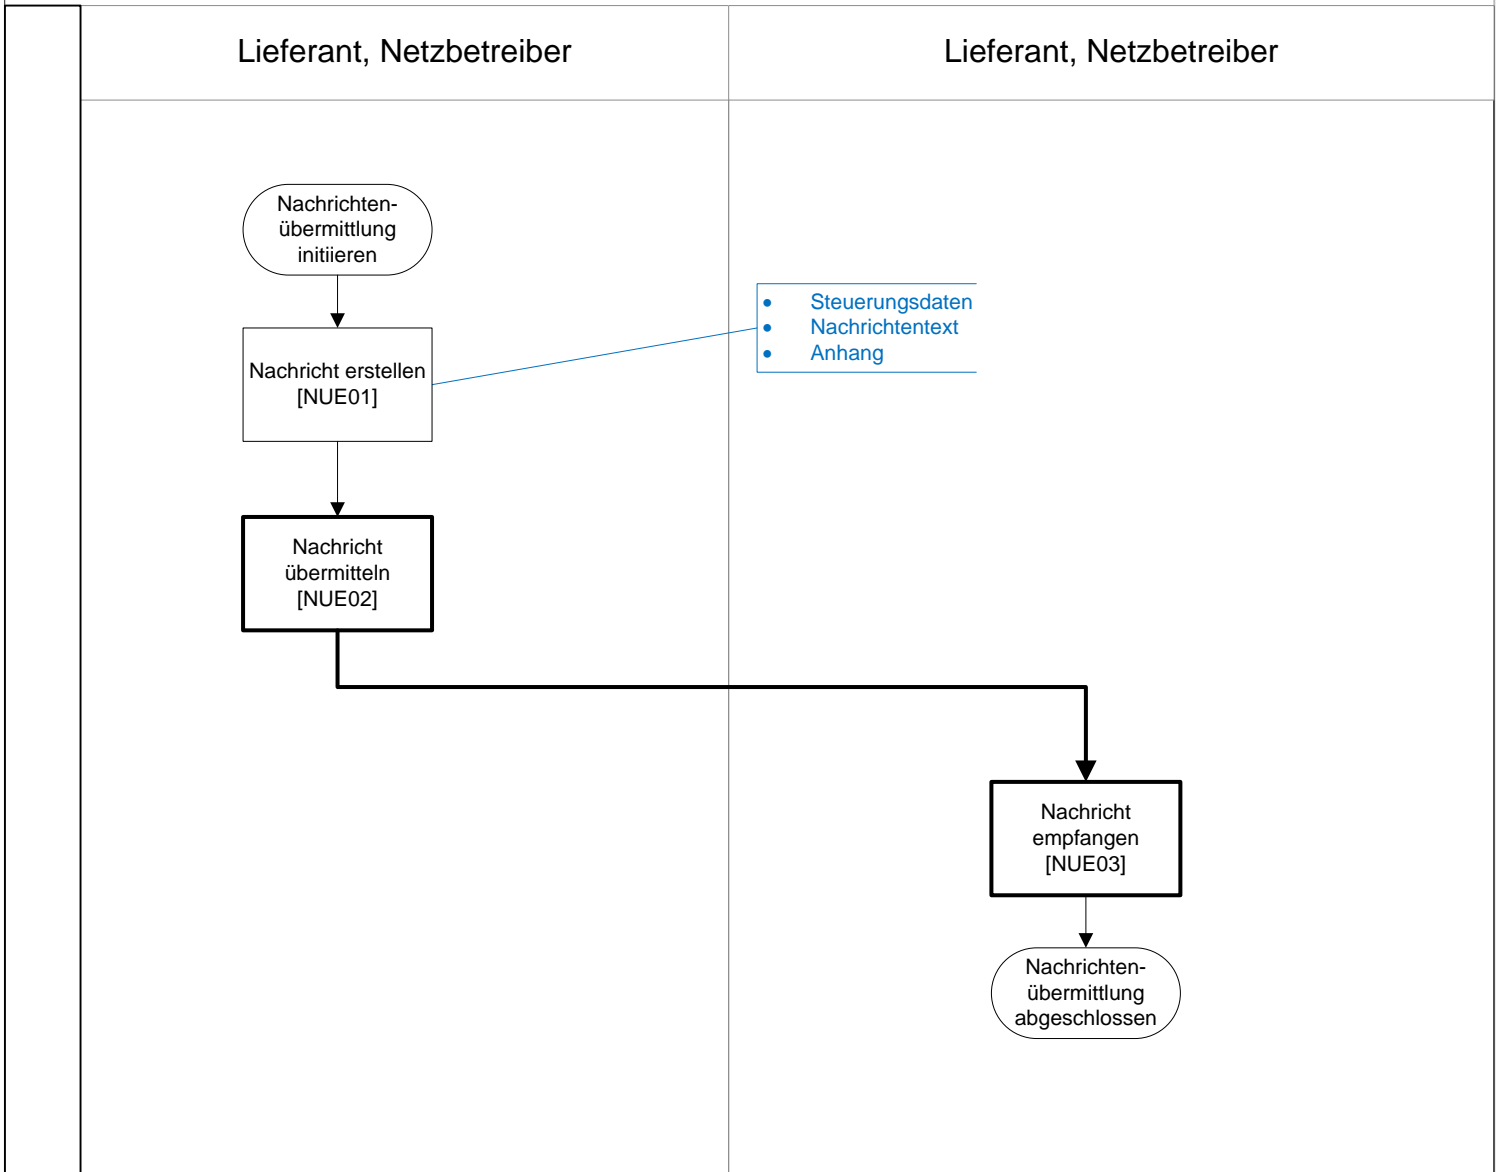 Lieferant, Netzbetreiber
Lieferant, Netzbetreiber
Nachrichten-
übermittlung
initiieren
Nachricht erstellen
[NUE01]
• Steuerungsdaten
• Nachrichtentext
• Anhang
Nachricht
übermitteln
[NUE02]
Nachricht
empfangen
[NUE03]
Nachrichten-
übermittlung
abgeschlossen